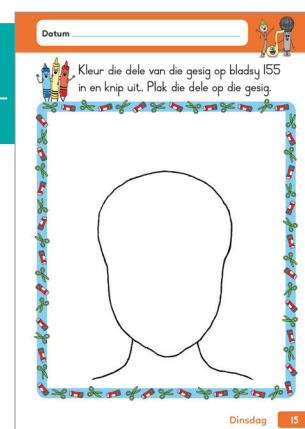 Datum
Kleur die dele van die gesig op bladsy 155
in en knip uit. Plak die dele op die gesig.
Dinsdag 15